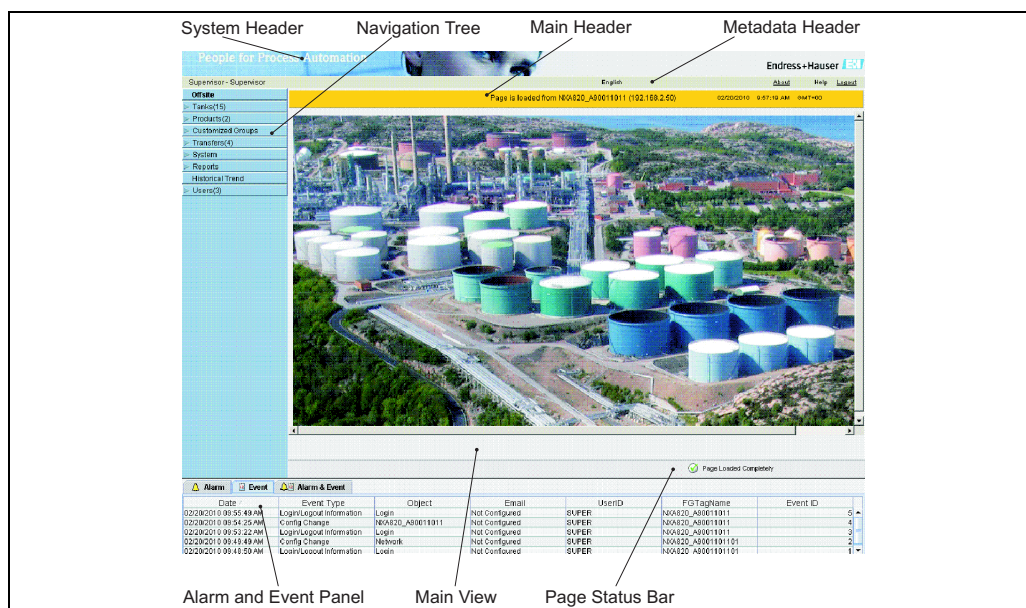 System Header Navigation Tree Main Header Metadata Header
People for Process Automation
Endress+Hauser EH
Supervisor - Supervisor English About Help Logout
Offsite
Page is loaded from NXA820_A90011011 (192.168.2.50) 02/20/2010 9:57:19 AM GMT+00
Tanks(15)
Products(2)
Customized Groups
Transfers(4)
System
Reports
Historical Trend
Users(3)
Page Loaded Completely
Alarm Event Alarm & Event
Date Event Type Object Email UserID FGTagName Event ID
02/20/2010 09:55:49 AM Login/Logout Information Login Not Configured SUPER NXA820_A90011011 5
02/20/2010 09:54:25 AM Config Change NXA820_A90011011 Not Configured SUPER NXA820_A90011011 4
02/20/2010 09:53:22 AM Login/Logout Information Login Not Configured SUPER NXA820_A90011011 3
02/20/2010 09:49:49 AM Config Change Network Not Configured SUPER NXA820_A9001101101 2
02/20/2010 09:48:50 AM Login/Logout Information Login Not Configured SUPER NXA820_A9001101101 1
Alarm and Event Panel Main View Page Status Bar